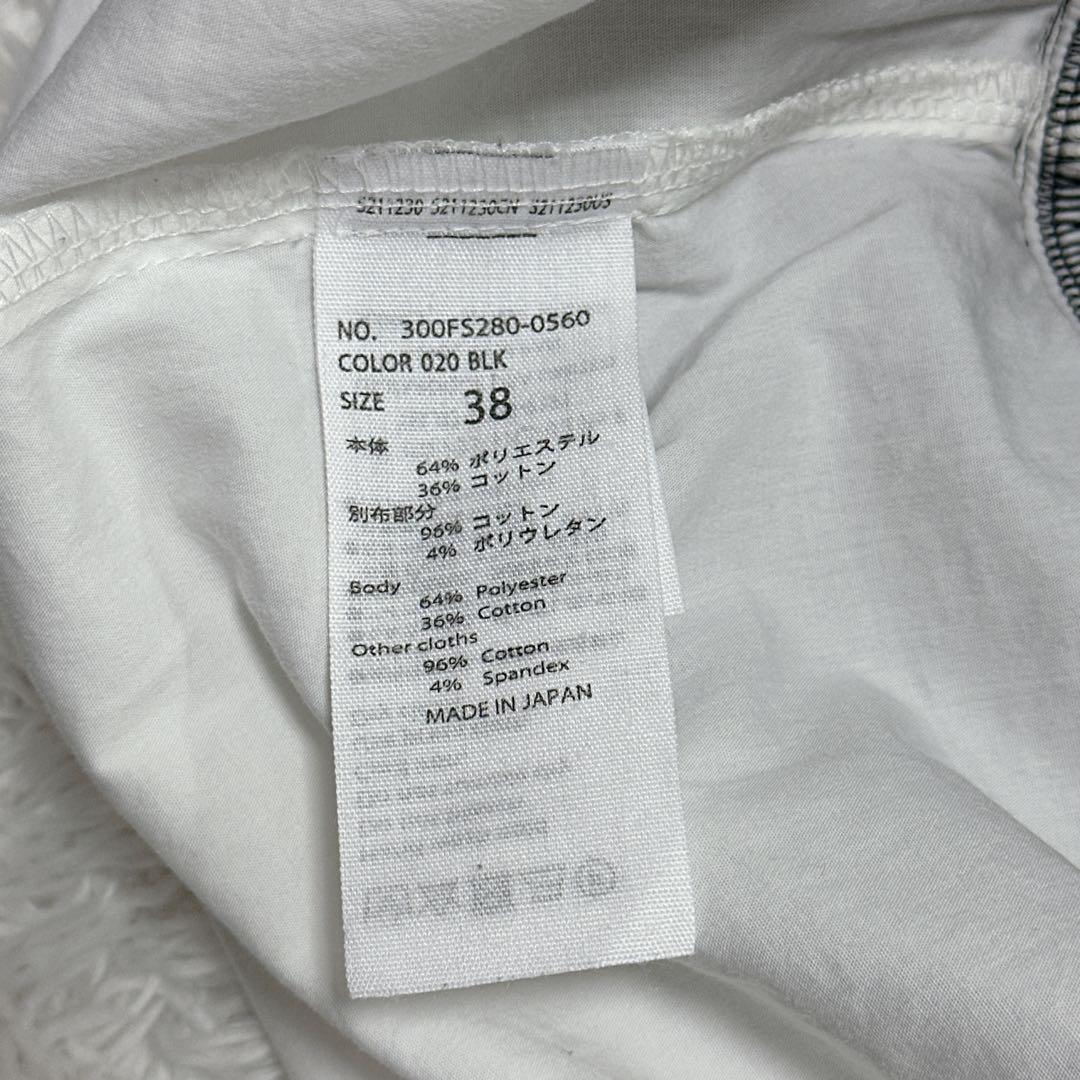 S211230 S211230CN S211230US
NO. 300FS280-0560
COLOR 020 BLK
SIZE 38
本体
64% ポリエステル
36% コットン
別布部分
96% コットン
4% ポリウレタン
Body
64% Polyester
36% Cotton
Other cloths
96% Cotton
4% Spandex
MADE IN JAPAN